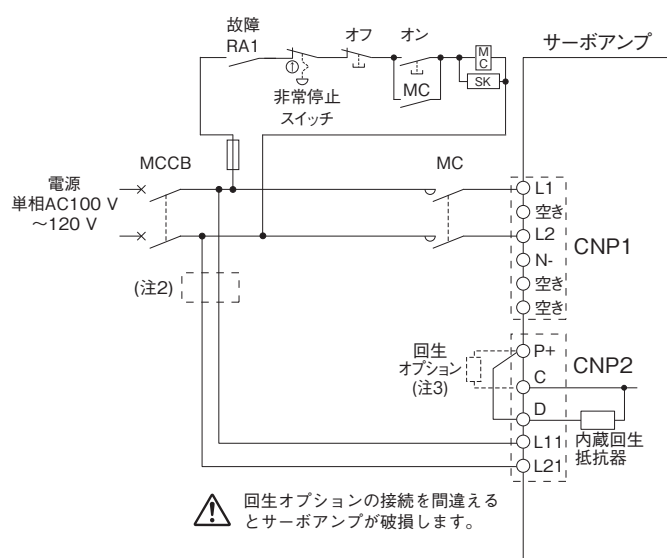 故障
RA1
オフ
オン
M
C
SK
MC
非常停止
スイッチ
サーボアンプ
MCCB
MC
電源
単相AC100 V
～120 V
(注2)
L1
空き
L2
N-
空き
空き
CNP1
回生
オプション
(注3)
P+
C
D
L11
L21
CNP2
内蔵回生
抵抗器
回生オプションの接続を間違える
とサーボアンプが破損します。